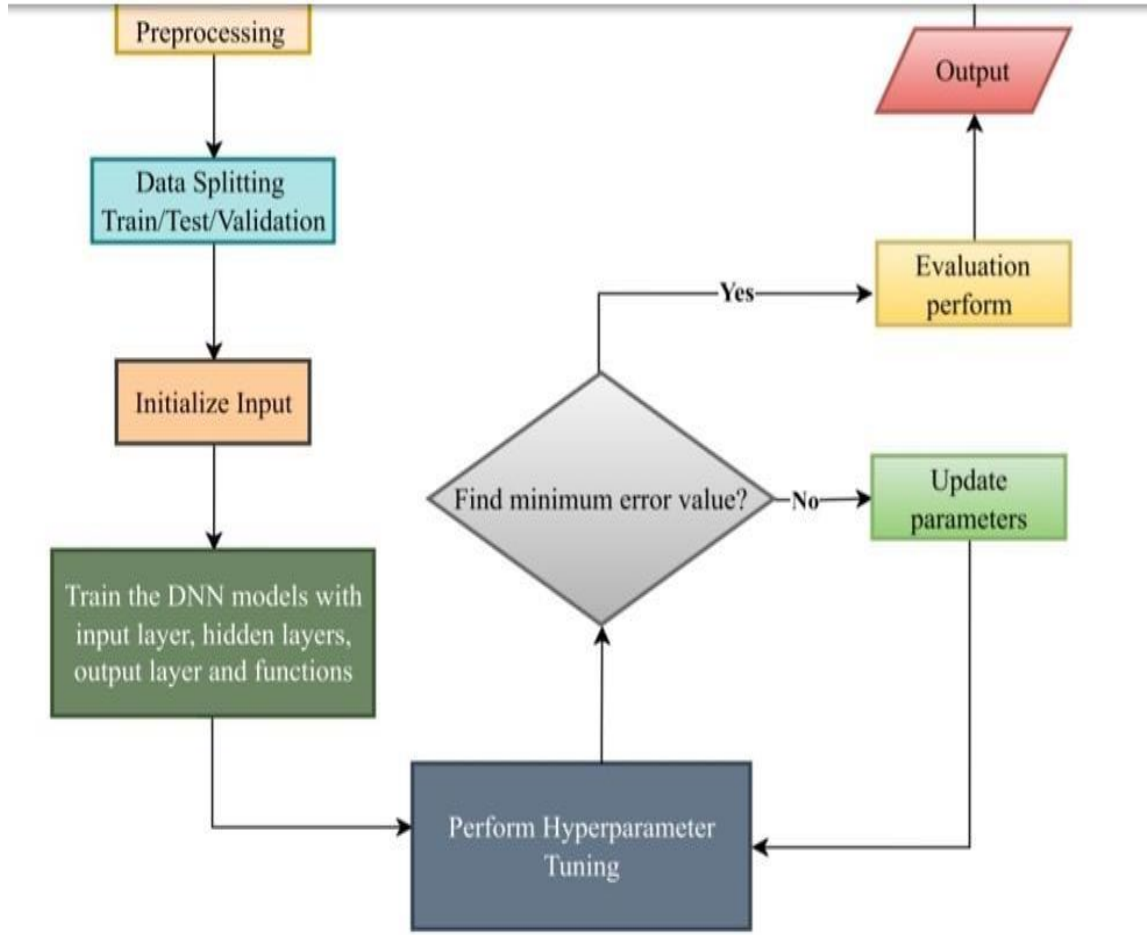 Preprocessing
Data Splitting
Train/Test/Validation
Initialize Input
Train the DNN models with
input layer, hidden layers,
output layer and functions
Perform Hyperparameter
Tuning
Find minimum error value?
Yes
No
Update
parameters
Evaluation
perform
Output